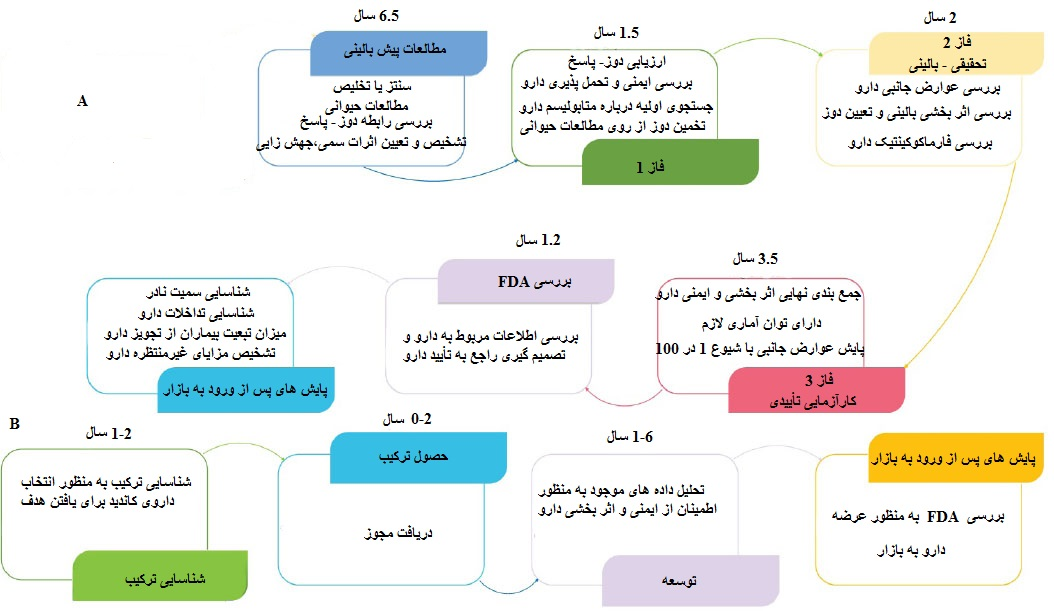 A
6.5 سال
مطالعات پیش بالینی
سنتز یا تخلیص
مطالعات حیوانی
بررسی رابطه دوز- پاسخ
تشخیص و تعیین اثرات سمی،جهش زایی
1.5 سال
ارزیابی دوز- پاسخ
بررسی ایمنی و تحمل پذیری دارو
جستجوی اولیه درباره متابولیسم دارو
تخمین دوز از روی مطالعات حیوانی
فاز 1
2 سال
فاز 2
تحقیقی - بالینی
بررسی عوارض جانبی دارو
بررسی اثر بخشی بالینی و تعیین دوز
بررسی فارماکوکینتیک دارو
3.5 سال
جمع بندی نهایی اثر بخشی و ایمنی دارو
دارای توان آماری لازم
پایش عوارض جانبی با شیوع 1 در 100
فاز 3
کارآزمایی تأییدی
1.2 سال
بررسی FDA
بررسی اطلاعات مربوط به دارو و
تصمیم گیری راجع به تأیید دارو
شناسایی سمیت نادر
شناسایی تداخلات دارو
میزان تبعیت بیماران از تجویز دارو
تشخیص مزایای غیرمنتظره دارو
پایش های پس از ورود به بازار
B
1-2 سال
شناسایی ترکیب به منظور انتخاب
داروی کاندید برای یافتن هدف
شناسایی ترکیب
0-2 سال
حصول ترکیب
دریافت مجوز
1-6 سال
تحلیل داده های موجود به منظور
اطمینان از ایمنی و اثر بخشی دارو
توسعه
پایش های پس از ورود به بازار
بررسی FDA به منظور عرضه
دارو به بازار